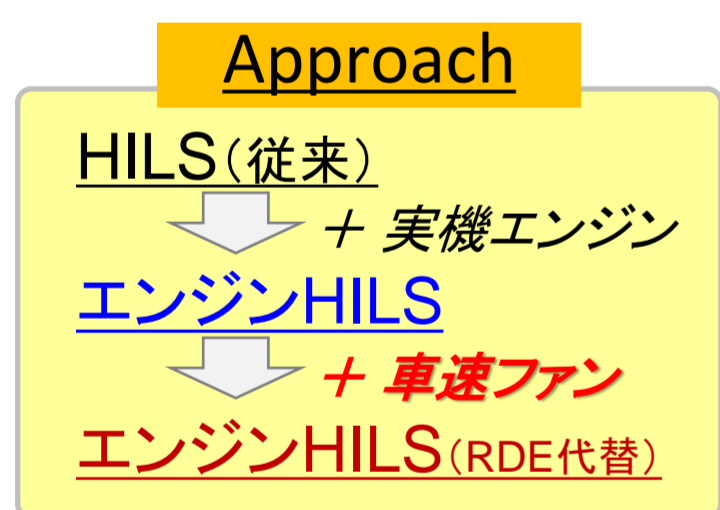 Approach
HILS（従来）
＋ 実機エンジン
エンジンHILS
＋ 車速ファン
エンジンHILS（RDE代替）